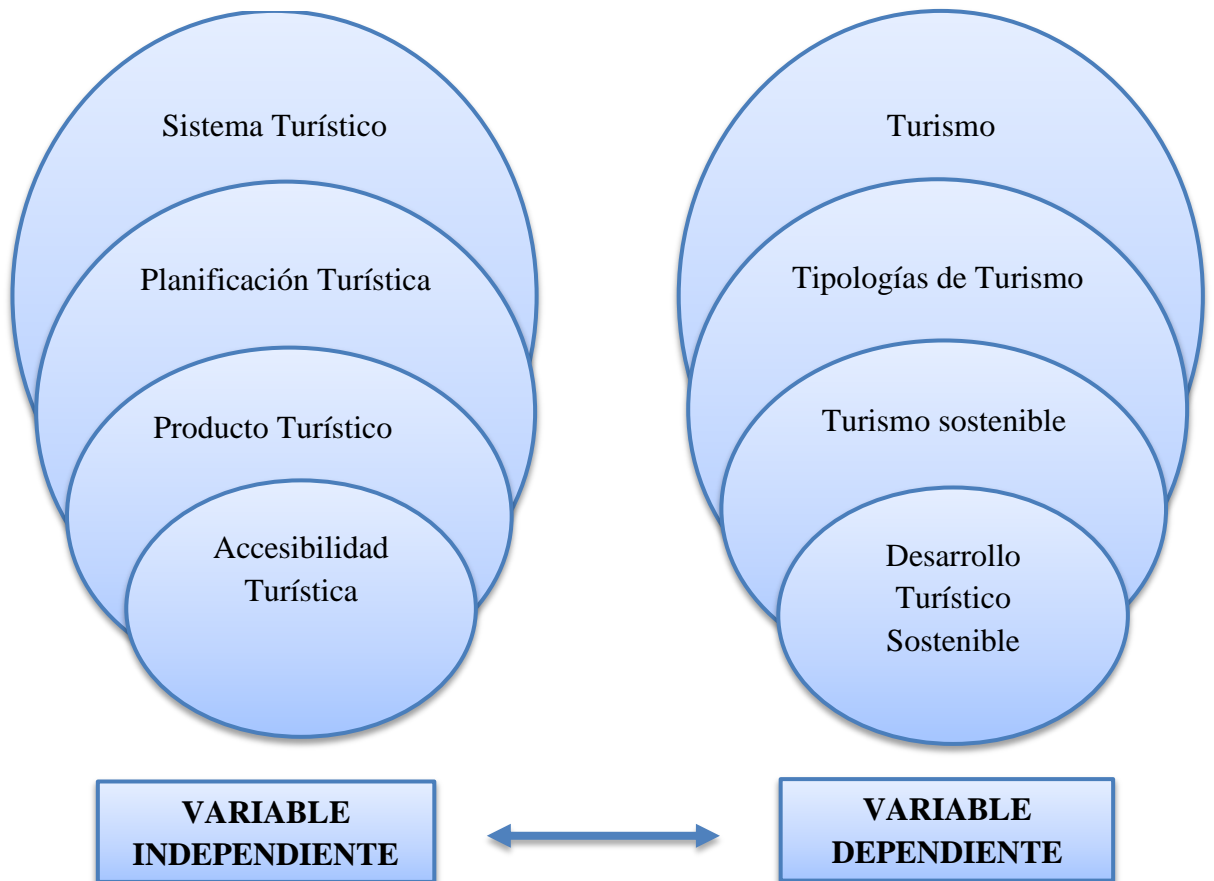 Sistema Turístico
Planificación Turística
Producto Turístico
Accesibilidad
Turística
VARIABLE
INDEPENDIENTE
Turismo
Tipologías de Turismo
Turismo sostenible
Desarrollo
Turístico
Sostenible
VARIABLE
DEPENDIENTE